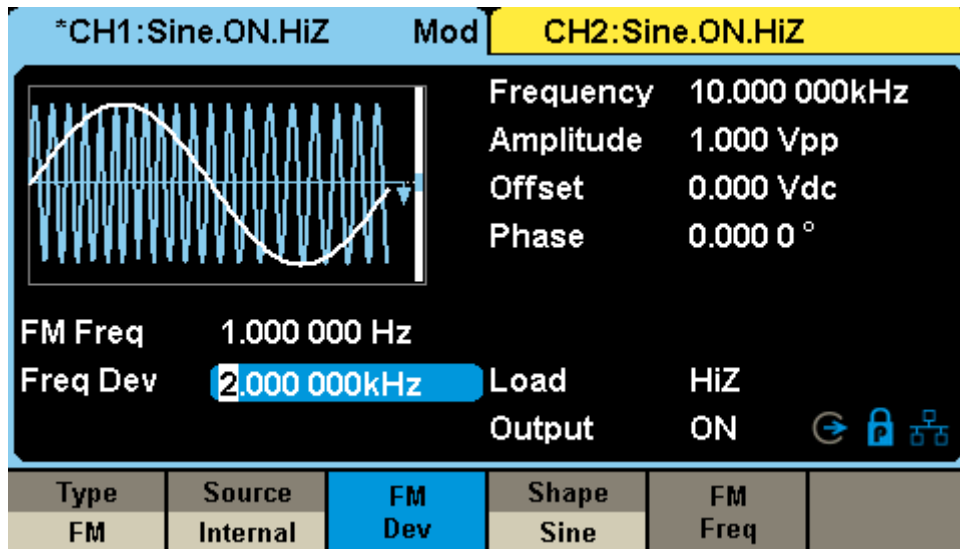 *CH1:Sine.ON.HiZ Mod CH2:Sine.ON.HiZ
Frequency 10.000 000kHz
Amplitude 1.000 Vpp
Offset 0.000 Vdc
Phase 0.000 0 °
FM Freq 1.000 000 Hz
Freq Dev 2.000 000kHz Load HiZ
Output ON P
Type Source FM Shape FM
FM Internal Dev Sine Freq